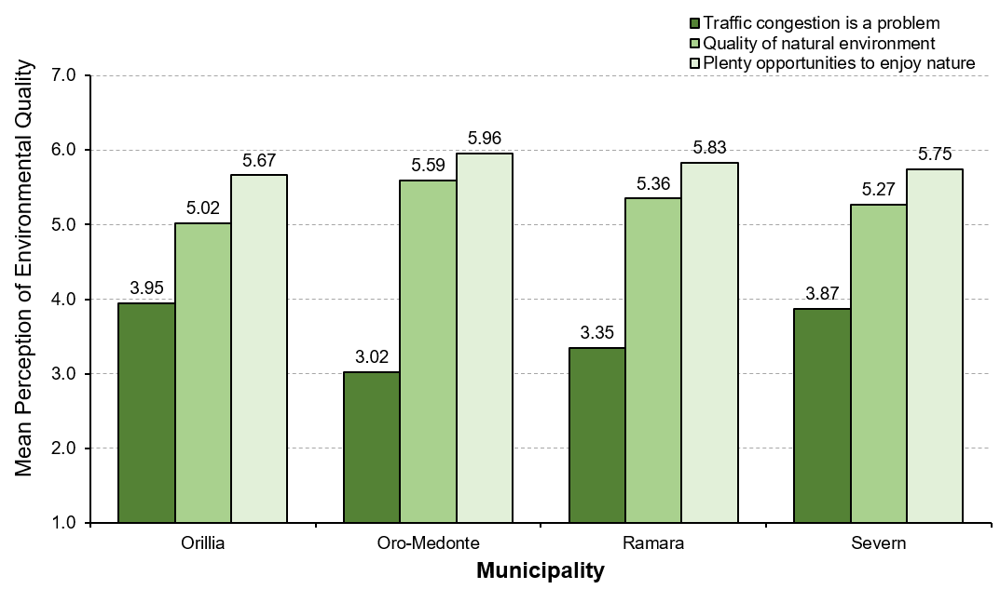 Traffic congestion is a problem
Quality of natural environment
Plenty opportunities to enjoy nature
Mean Perception of Environmental Quality
7.0
6.0
5.0
4.0
3.0
2.0
1.0
3.95
5.02
5.67
3.02
5.59
5.96
3.35
5.36
5.83
3.87
5.27
5.75
Orillia
Oro-Medonte
Ramara
Severn
Municipality